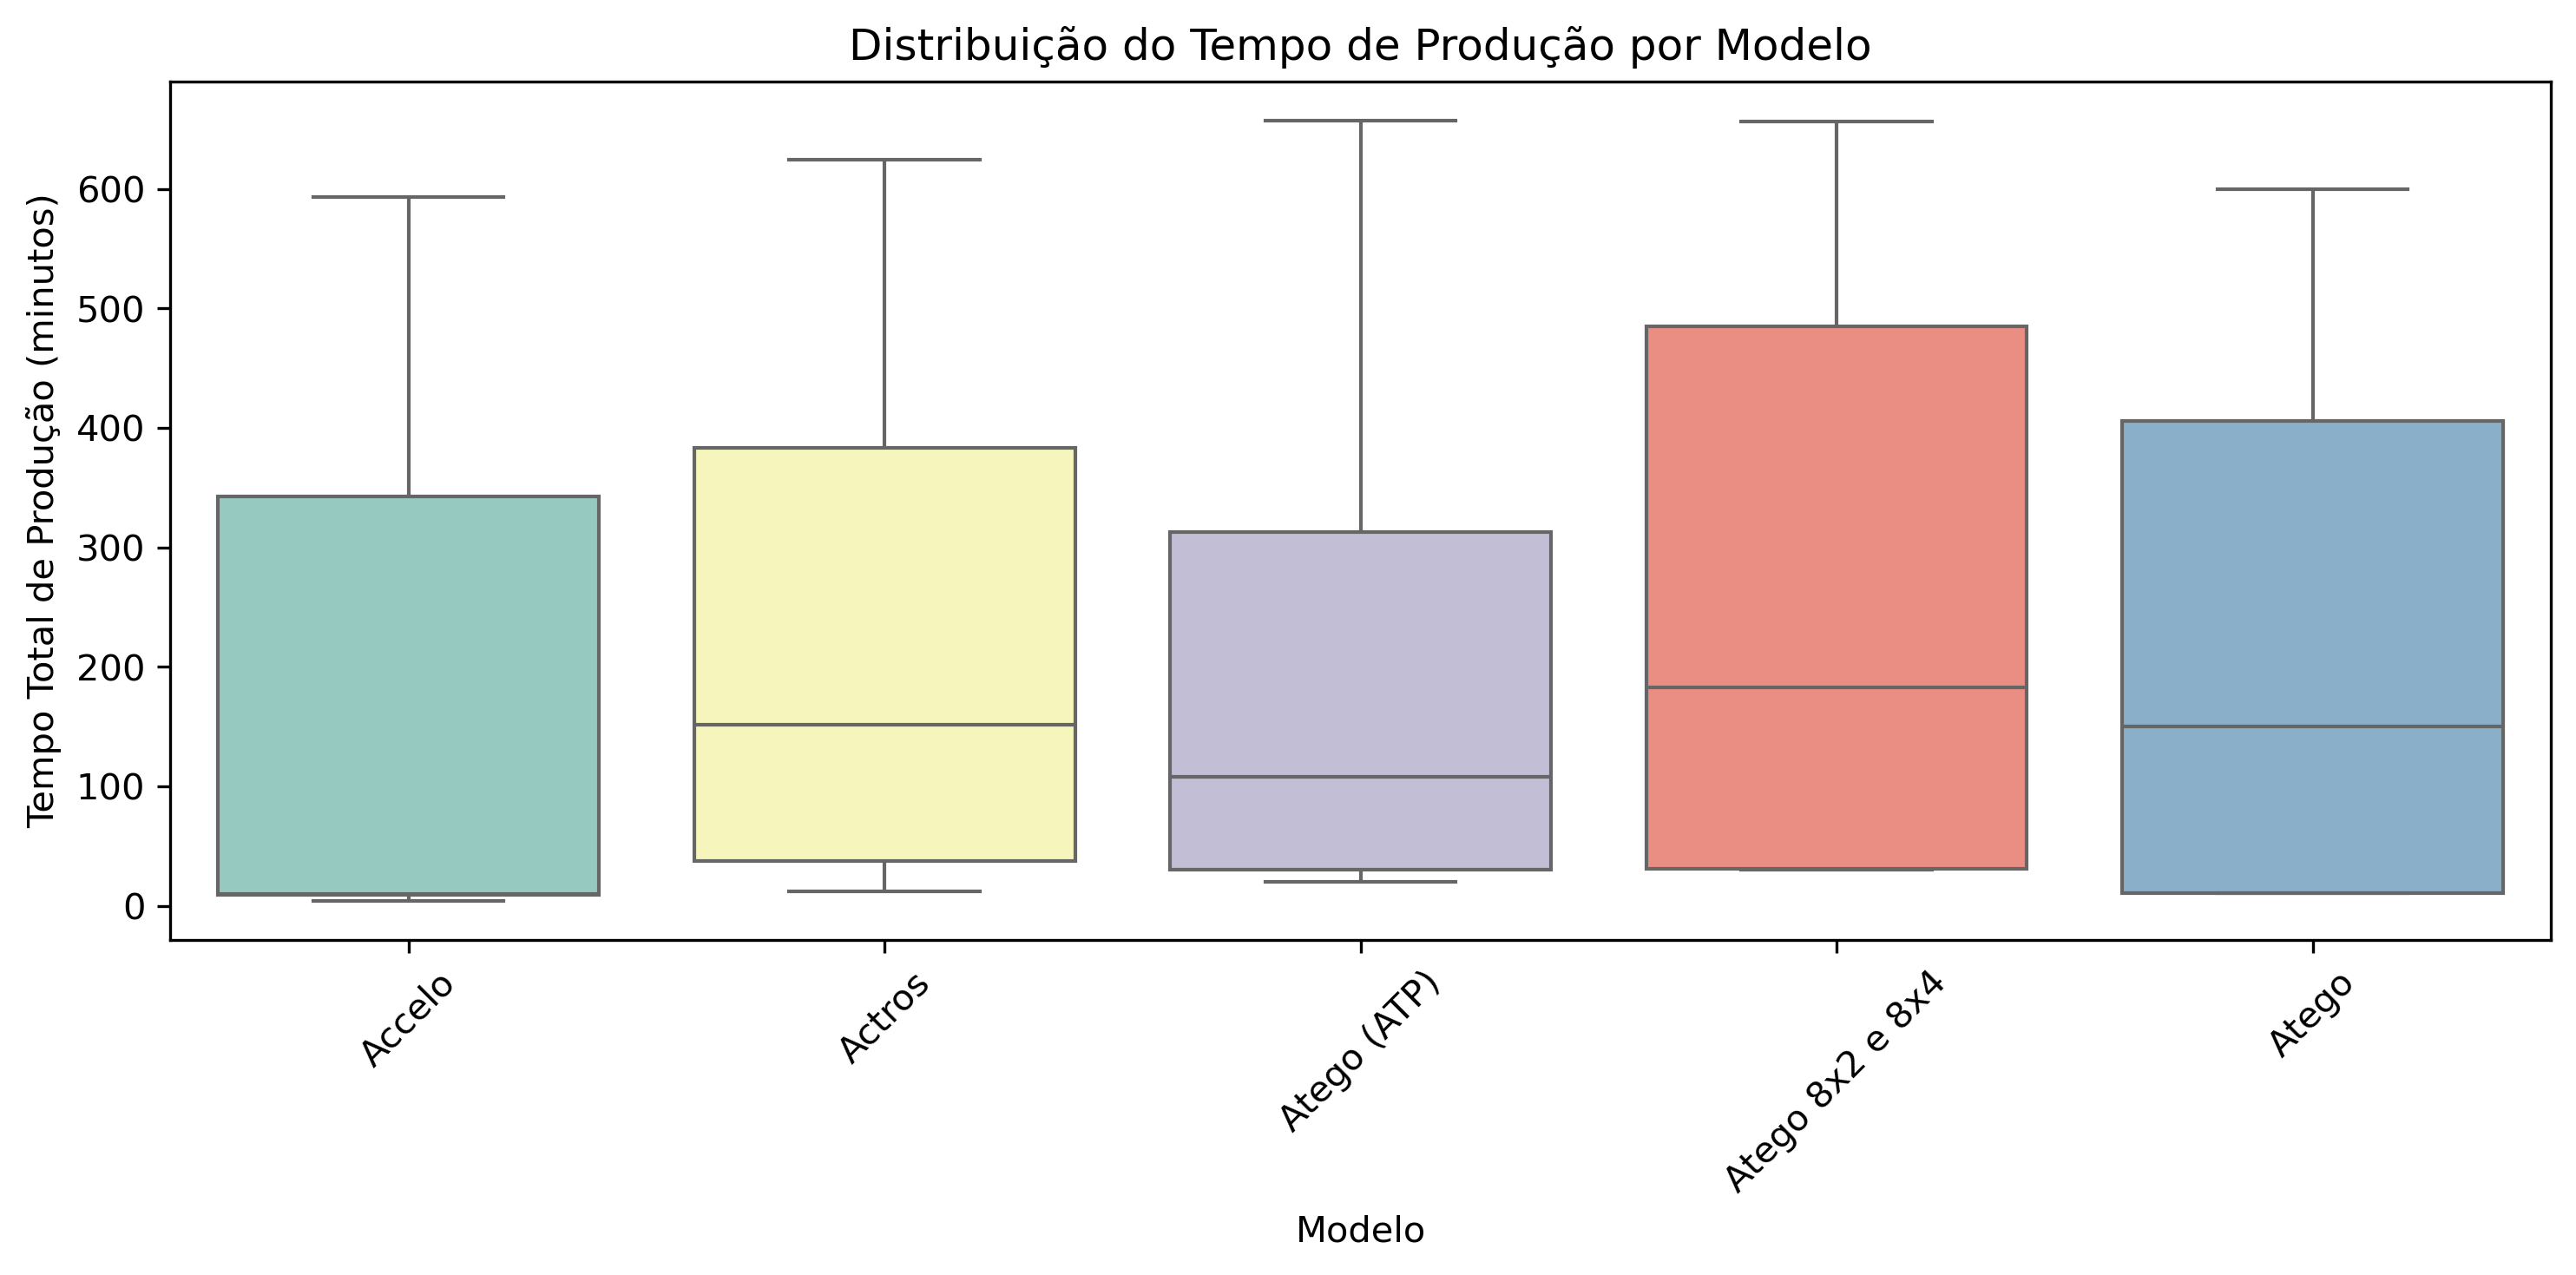 Distribuição do Tempo de Produção por Modelo
Tempo Total de Produção (minutos)
600
500
400
300
200
100
0
Accelo
Actros
Atego (ATP)
Atego 8x2 e 8x4
Atego
Modelo